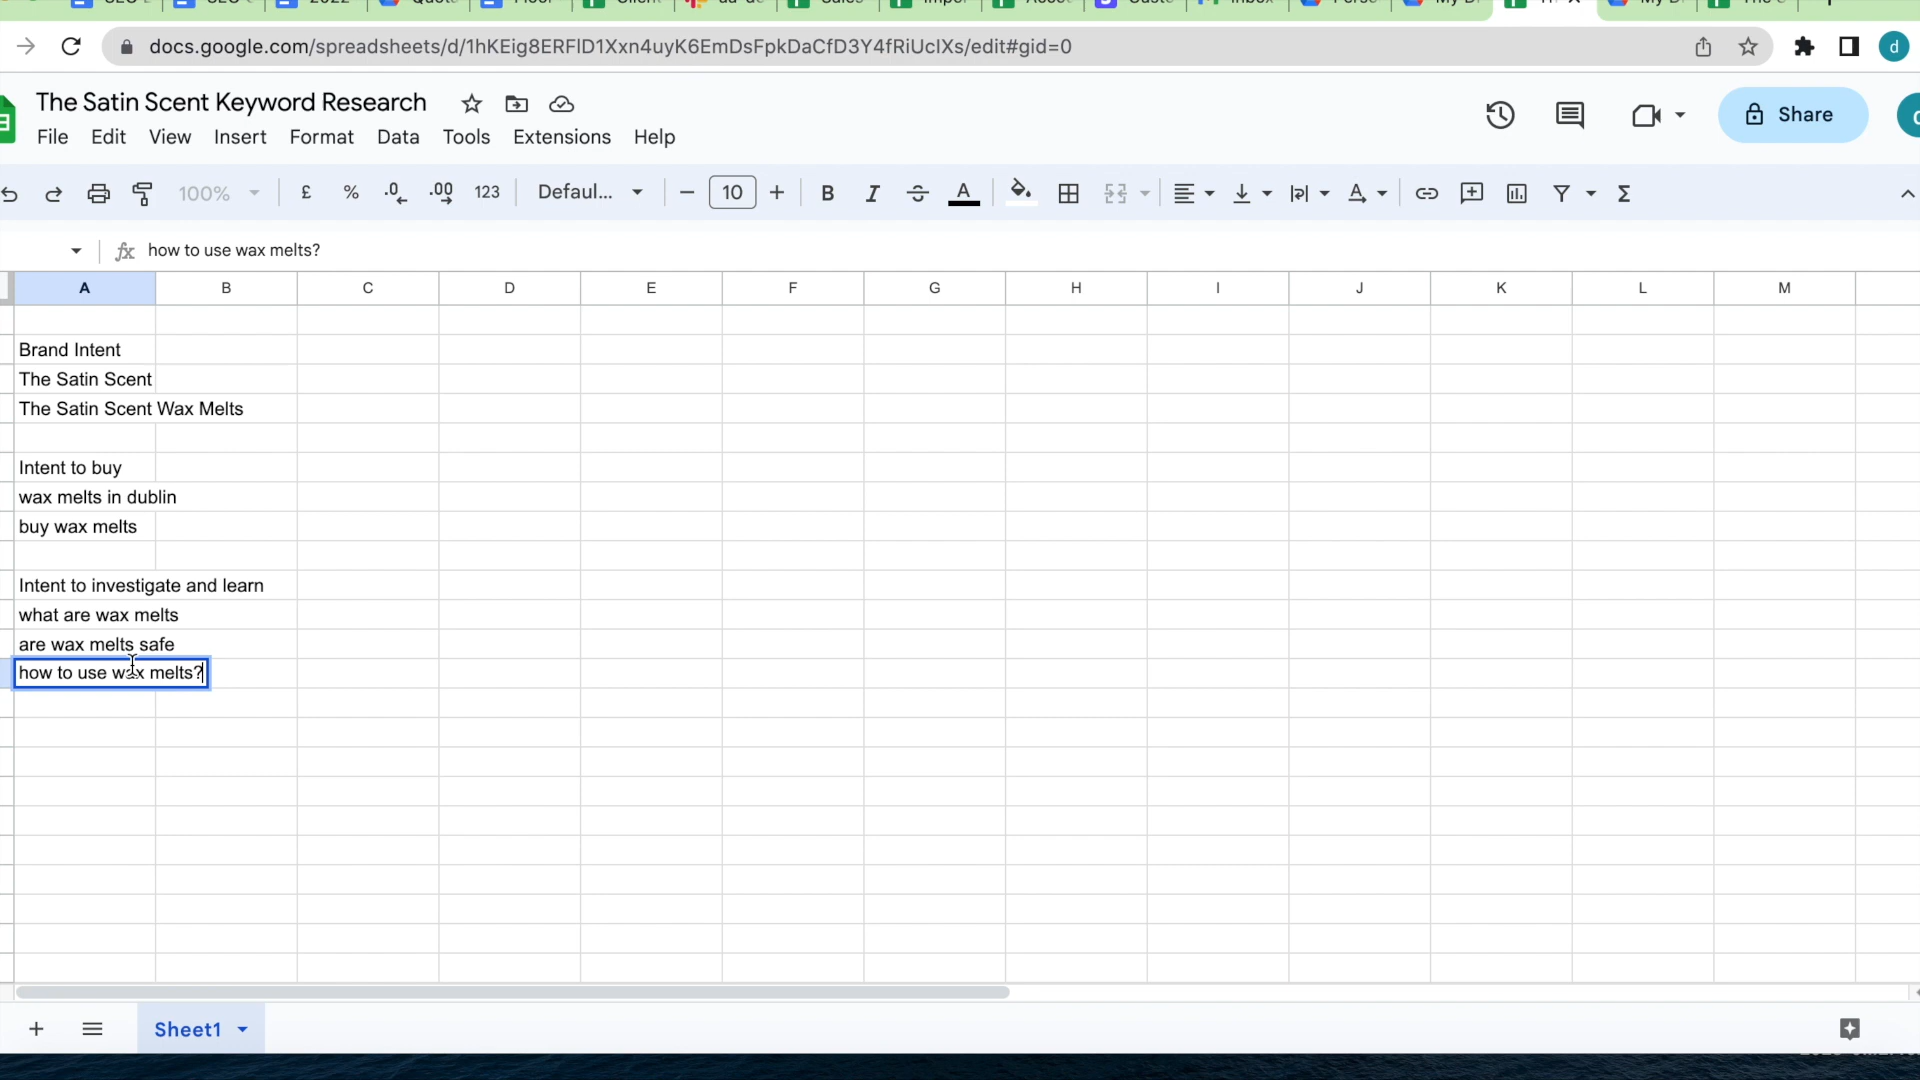 2022
docs.google.com/spreadsheets/d/1hKEig8ERFlD1Xxn4uyK6EmDsFpkDaCfD3Y4fRiUcIXs/edit#gid=0
d
The Satin Scent Keyword Research
File Edit View Insert Format Data Tools Extensions Help
Share
100% £ % .0 .00 123 Defaul... 10 B I A
how to use wax melts?
A B C D E F G H I J K L M
Brand Intent
The Satin Scent
The Satin Scent Wax Melts
Intent to buy
wax melts in dublin
buy wax melts
Intent to investigate and learn
what are wax melts
are wax melts safe
how to use wax melts?
Sheet1